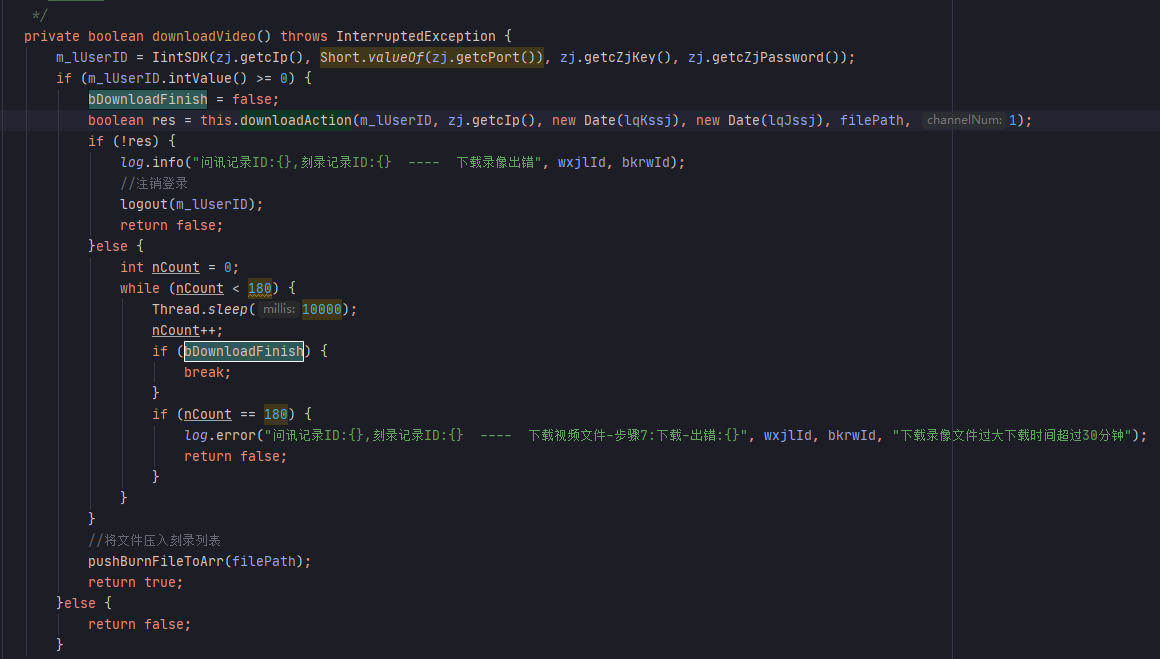 */
private boolean downloadVideo() throws InterruptedException {
m_lUserID = IintSDK(zj.getcIp(), Short.valueOf(zj.getcPort()), zj.getcZjKey(), zj.getcZjPassword());
if (m_lUserID.intValue() >= 0) {
bDownloadFinish = false;
boolean res = this.downloadAction(m_lUserID, zj.getcIp(), new Date(lqKssj), new Date(lqJssj), filePath, channelNum: 1);
if (!res) {
log.info("问讯记录ID:{},刻录记录ID:{} ---- 下载录像出错", wxjlId, bkrwId);
//注销登录
logout(m_lUserID);
return false;
}else {
int nCount = 0;
while (nCount < 180) {
Thread.sleep( millis: 10000);
nCount++;
if (bDownloadFinish) {
break;
}
if (nCount == 180) {
log.error("问讯记录ID:{},刻录记录ID:{} ---- 下载视频文件-步骤7:下载-出错:{}", wxjlId, bkrwId, "下载录像文件过大下载时间超过30分钟");
return false;
}
}
}
//将文件压入刻录列表
pushBurnFileToArr(filePath);
return true;
}else {
return false;
}